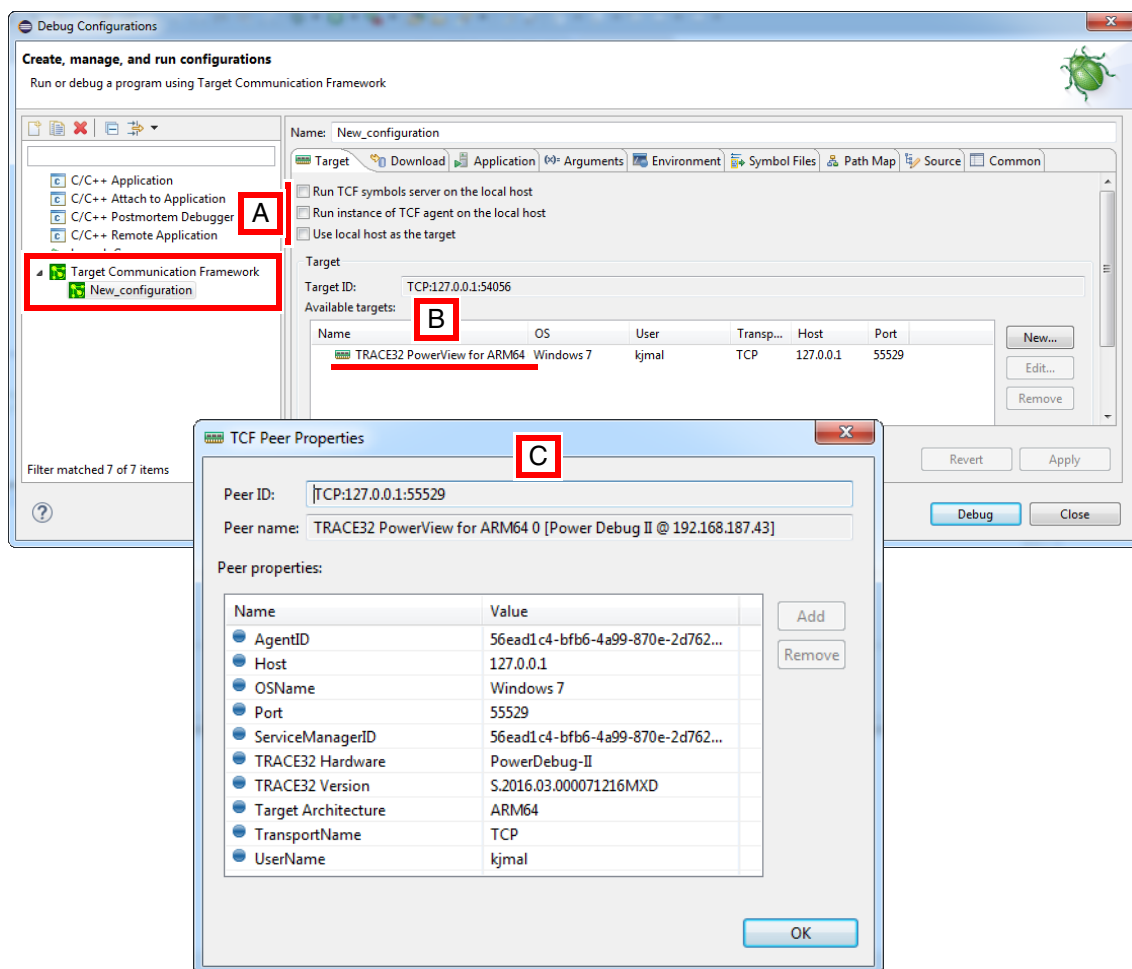 Debug Configurations
Create, manage, and run configurations
Run or debug a program using Target Communication Framework
Name: New_configuration
Target Download Application (x)= Arguments Environment Symbol Files Path Map Source Common
C/C++ Application
C/C++ Attach to Application
C/C++ Postmortem Debugger
C/C++ Remote Application
A
Run TCF symbols server on the local host
Run instance of TCF agent on the local host
Use local host as the target
Target Communication Framework
New_configuration
Target
Target ID: TCP:127.0.0.1:54056
Available targets:
B
Name OS User Transp... Host Port
TRACE32 PowerView for ARM64 Windows 7 kjmal TCP 127.0.0.1 55529
New...
Edit...
Remove
Filter matched 7 of 7 items
Revert Apply
Debug Close
TCF Peer Properties
C
Peer ID: TCP:127.0.0.1:55529
Peer name: TRACE32 PowerView for ARM64 0 [Power Debug II @ 192.168.187.43]
Peer properties:
Name Value
AgentID 56ead1c4-bfb6-4a99-870e-2d762...
Host 127.0.0.1
OSName Windows 7
Port 55529
ServiceManagerID 56ead1c4-bfb6-4a99-870e-2d762...
TRACE32 Hardware PowerDebug-II
TRACE32 Version S.2016.03.000071216MXD
Target Architecture ARM64
TransportName TCP
UserName kjmal
Add
Remove
OK